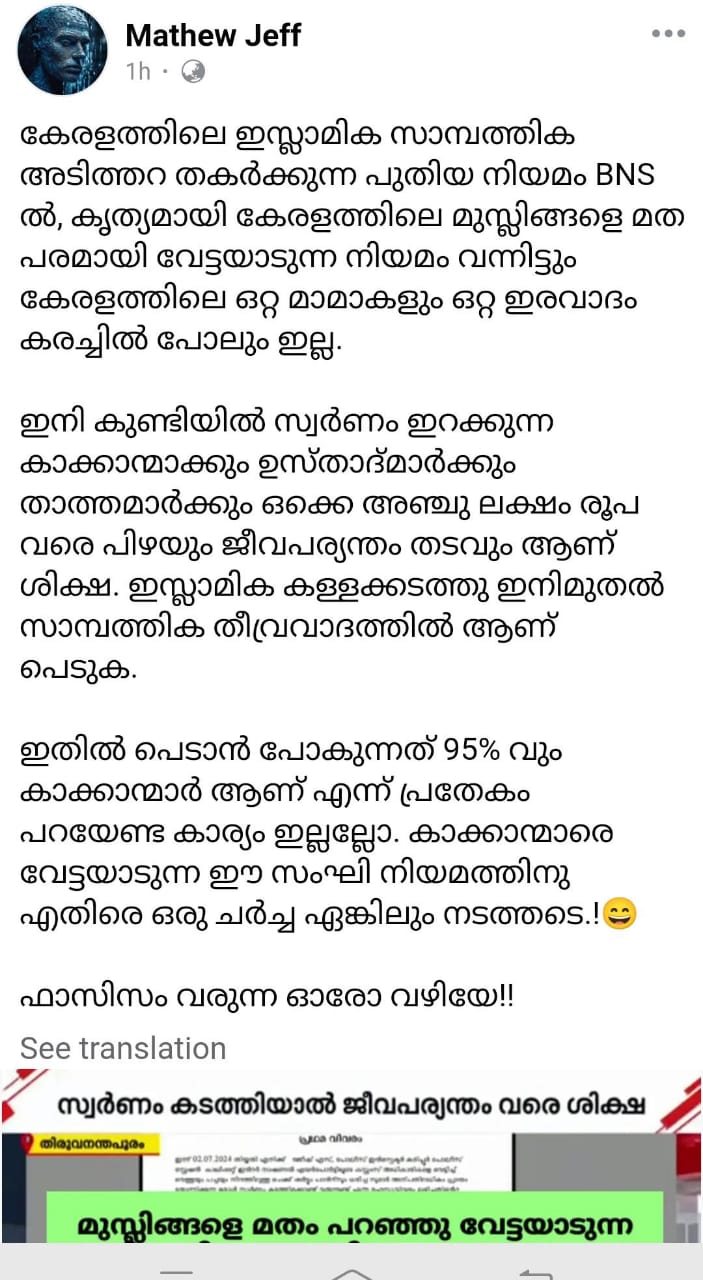 Mathew Jeff
1h
കേരളത്തിലെ ഇസ്ലാമിക സാമ്പത്തിക
അടിത്തറ തകർക്കുന്ന പുതിയ നിയമം BNS
ൽ, കൃത്യമായി കേരളത്തിലെ മുസ്ലിങ്ങളെ മത
പരമായി വേട്ടയാടുന്ന നിയമം വന്നിട്ടും
കേരളത്തിലെ ഒറ്റ മാമാകളും ഒറ്റ ഇരവാദം
കരച്ചിൽ പോലും ഇല്ല.
ഇനി കുണ്ടിയിൽ സ്വർണം ഇറക്കുന്ന
കാക്കാന്മാക്കും ഉസ്താദ്മാർക്കും
താത്തമാർക്കും ഒക്കെ അഞ്ചു ലക്ഷം രൂപ
വരെ പിഴയും ജീവപര്യന്തം തടവും ആണ്
ശിക്ഷ. ഇസ്ലാമിക കള്ളക്കടത്തു ഇനിമുതൽ
സാമ്പത്തിക തീവ്രവാദത്തിൽ ആണ്
പെടുക.
ഇതിൽ പെടാൻ പോകുന്നത് 95% വും
കാക്കാന്മാർ ആണ് എന്ന് പ്രതേകം
പറയേണ്ട കാര്യം ഇല്ലല്ലോ. കാക്കാന്മാരെ
വേട്ടയാടുന്ന ഈ സംഘി നിയമത്തിനു
എതിരെ ഒരു ചർച്ച ഏങ്കിലും നടത്തടെ.!😄
ഫാസിസം വരുന്ന ഓരോ വഴിയേ!!
See translation
സ്വർണം കടത്തിയാൽ ജീവപര്യന്തം വരെ ശിക്ഷ
തിരുവനന്തപുരം
പ്രഥമ വിവരം
മുസ്ലിങ്ങളെ മതം പറഞ്ഞു വേട്ടയാടുന്ന